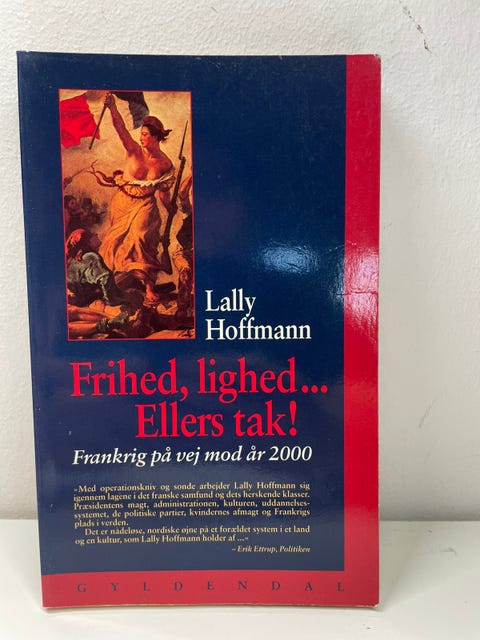 Lally
Hoffmann
Frihed, lighed...
Ellers tak!
Frankrig på vej mod år 2000
»Med operationskniv og sonde arbejder Lally Hoffmann sig
igennem lagene i det franske samfund og dets herskende klasser.
Præsidentens magt, administrationen, kulturen, uddannelses-
systemet, de politiske partier, kvindernes afmagt og Frankrigs
plads i verden.
Det er nådeløse, nordiske øjne på et forældet system i et land
og en kultur, som Lally Hoffmann holder af ...«
– Erik Ettrup, Politiken
GYLDENDAL